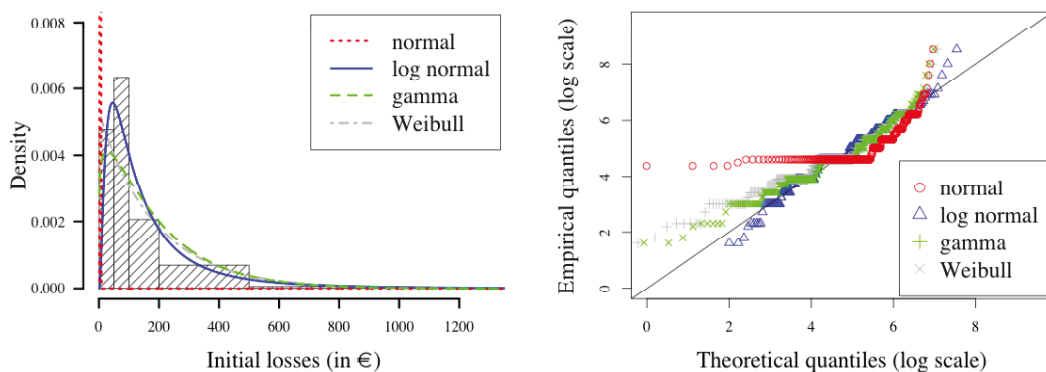 0.008
0.006
0.004
0.002
0.000
Density
0 200 400 600 800 1000 1200
Initial losses (in €)
normal
log normal
gamma
Weibull
8
6
4
2
0
Empirical quantiles (log scale)
0 2 4 6 8
Theoretical quantiles (log scale)
normal
log normal
gamma
Weibull